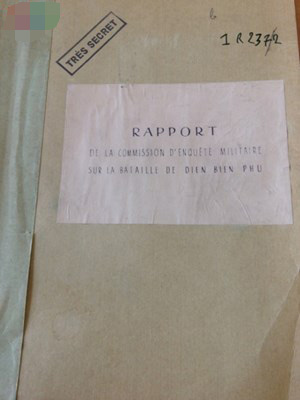 TRÈS SECRET
1 R 237/2
RAPPORT
DE LA COMMISSION D'ENQUÊTE MILITAIRE
SUR LA BATAILLE DE DIEN BIEN PHU